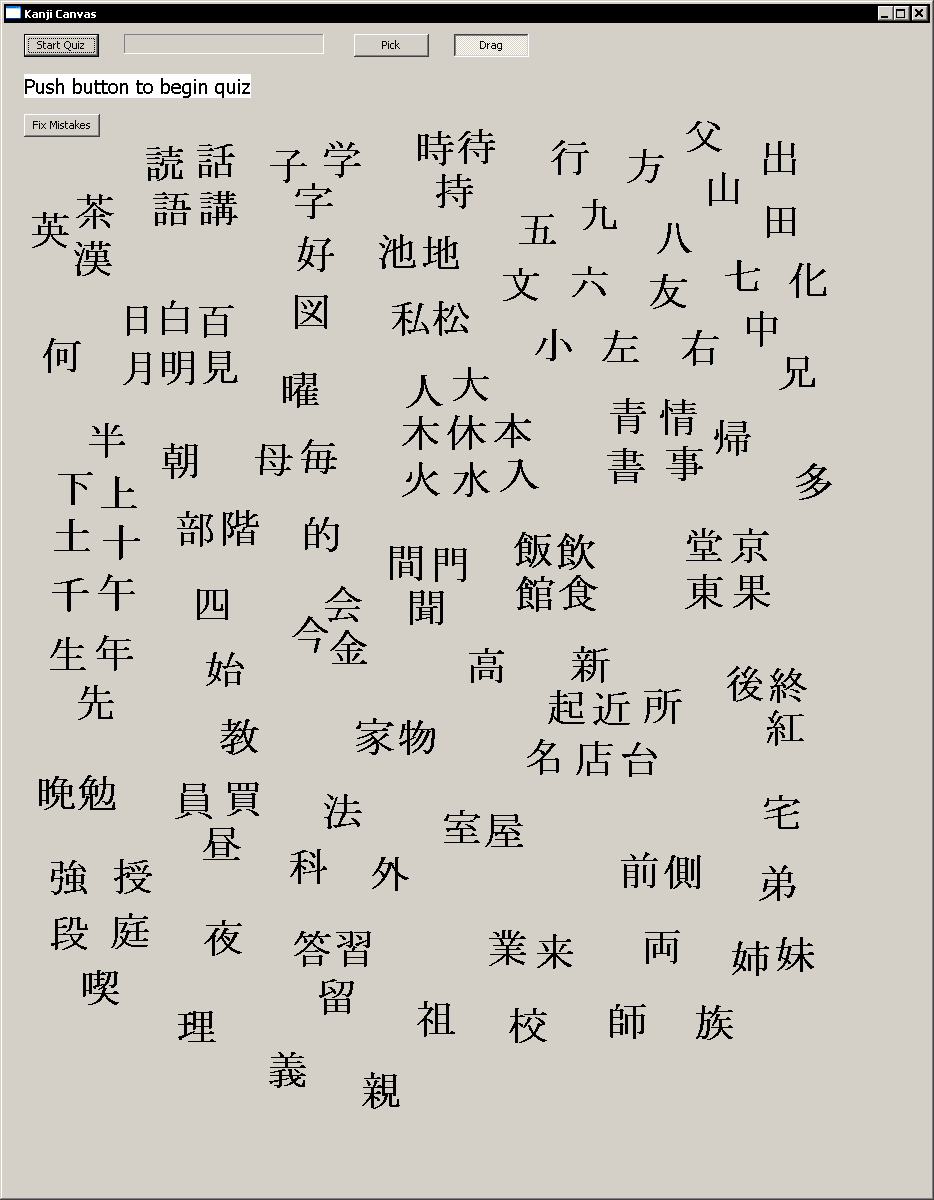 Kanji Canvas
Start Quiz Pick Drag
Push button to begin quiz
Fix Mistakes
父
時 待
読 話 子 学 行 方 出
持 山
英 茶 語 講 字 五 九 田
漢 好 池 地 八
文 六 友 七 化
日 白 百 図 私 松 中
何 月 明 見 小 左 右 兄
曜 人 大
半 木 休 本 青 情 帰
朝 母 毎 火 水 入 書 事 多
下 上
土 十 部 階 的 間 門 飯 飲 堂 京
千 午 四 会 聞 館 食 東 果
今 金
生 年 始 高 新 後 終
先 起 近 所 紅
教 家 物 名 店 台
晩 勉 員 買 法 室 屋 宅
昼
強 授 科 外 前 側 弟
段 庭 夜 答 習 業 来 両 姉 妹
喫 留
理 祖 校 師 族
義 親